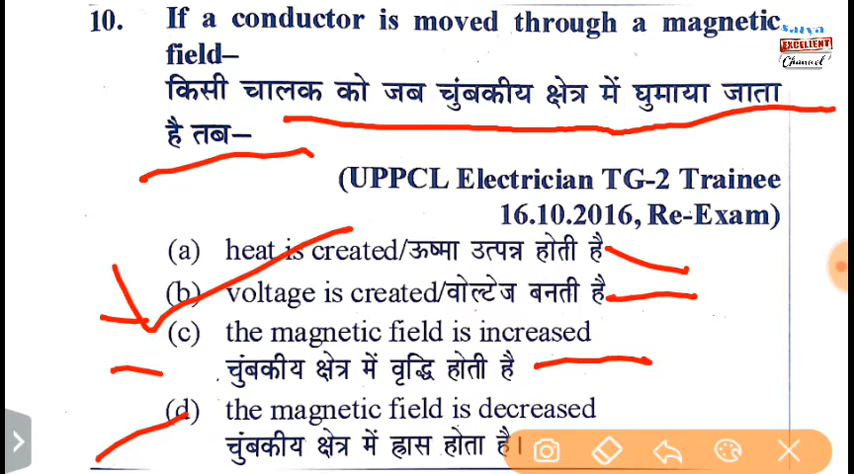 10. If a conductor is moved through a magnetic
field–
किसी चालक को जब चुंबकीय क्षेत्र में घुमाया जाता
है तब–
(UPPCL Electrician TG-2 Trainee
16.10.2016, Re-Exam)
(a) heat is created/ऊष्मा उत्पन्न होती है
(b) voltage is created/वोल्टेज बनती है
(c) the magnetic field is increased
चुंबकीय क्षेत्र में वृद्धि होती है
(d) the magnetic field is decreased
चुंबकीय क्षेत्र में ह्रास होता है।
Satya
EXCELLENT
Channel